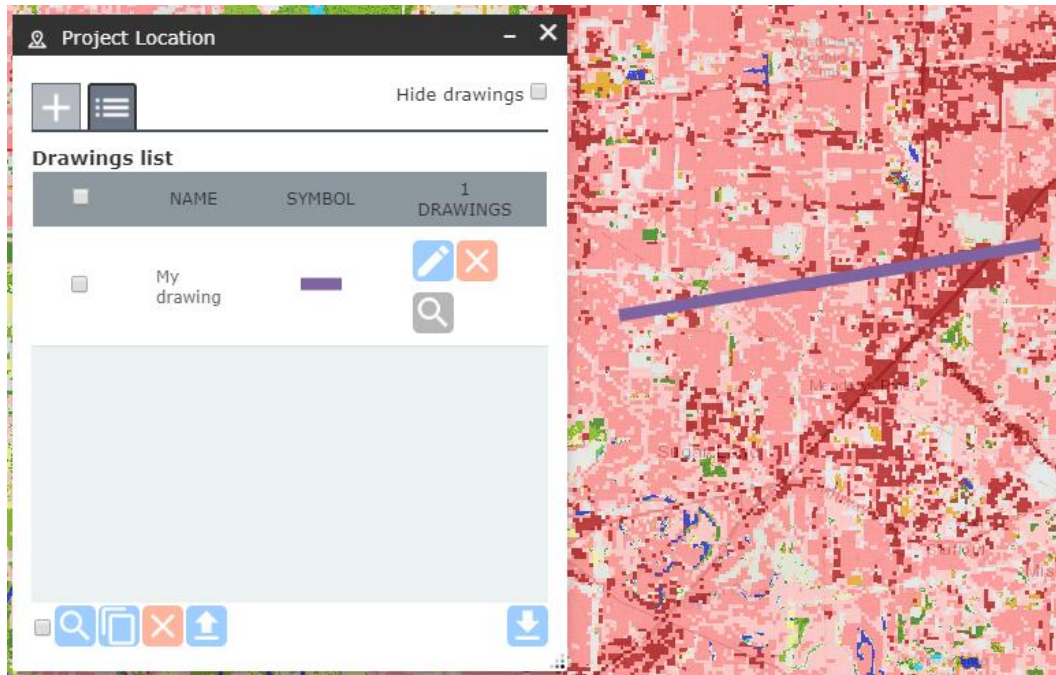 Project Location
Hide drawings
Drawings list
NAME SYMBOL 1 DRAWINGS
My
drawing